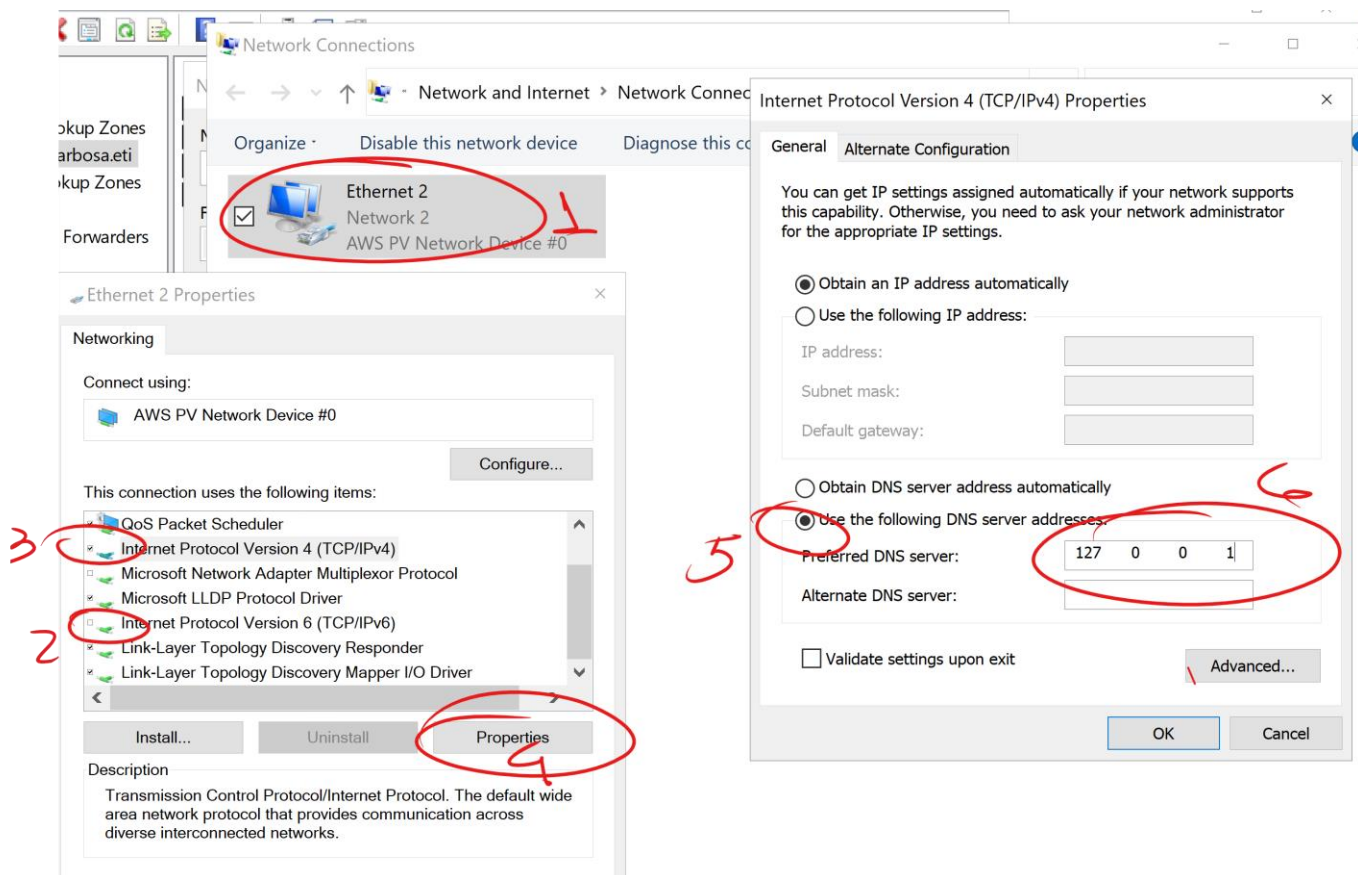 Network Connections
Network and Internet > Network Connec
Organize
Disable this network device
Diagnose this co
okup Zones
arbosa.eti
kup Zones
Forwarders
Ethernet 2
Network 2
AWS PV Network Device #0
1
Ethernet 2 Properties
Networking
Connect using:
AWS PV Network Device #0
Configure...
This connection uses the following items:
QoS Packet Scheduler
3
Internet Protocol Version 4 (TCP/IPv4)
Microsoft Network Adapter Multiplexor Protocol
Microsoft LLDP Protocol Driver
2
Internet Protocol Version 6 (TCP/IPv6)
Link-Layer Topology Discovery Responder
Link-Layer Topology Discovery Mapper I/O Driver
Install...
Uninstall
Properties
4
Description
Transmission Control Protocol/Internet Protocol. The default wide
area network protocol that provides communication across
diverse interconnected networks.
Internet Protocol Version 4 (TCP/IPv4) Properties
General
Alternate Configuration
You can get IP settings assigned automatically if your network supports
this capability. Otherwise, you need to ask your network administrator
for the appropriate IP settings.
Obtain an IP address automatically
Use the following IP address:
IP address:
Subnet mask:
Default gateway:
Obtain DNS server address automatically
6
Use the following DNS server addresses:
5
Preferred DNS server:
127 0 0 1
Alternate DNS server:
Validate settings upon exit
Advanced...
OK
Cancel